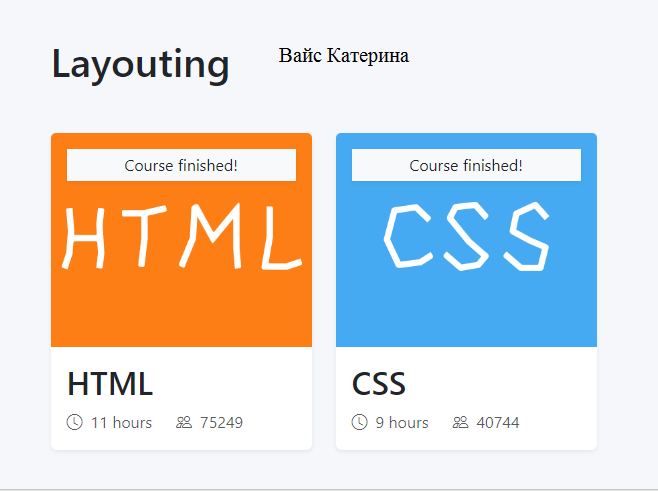 Layouting
Вайс Катерина
Course finished!
HTML
HTML
11 hours 75249
Course finished!
CSS
CSS
9 hours 40744